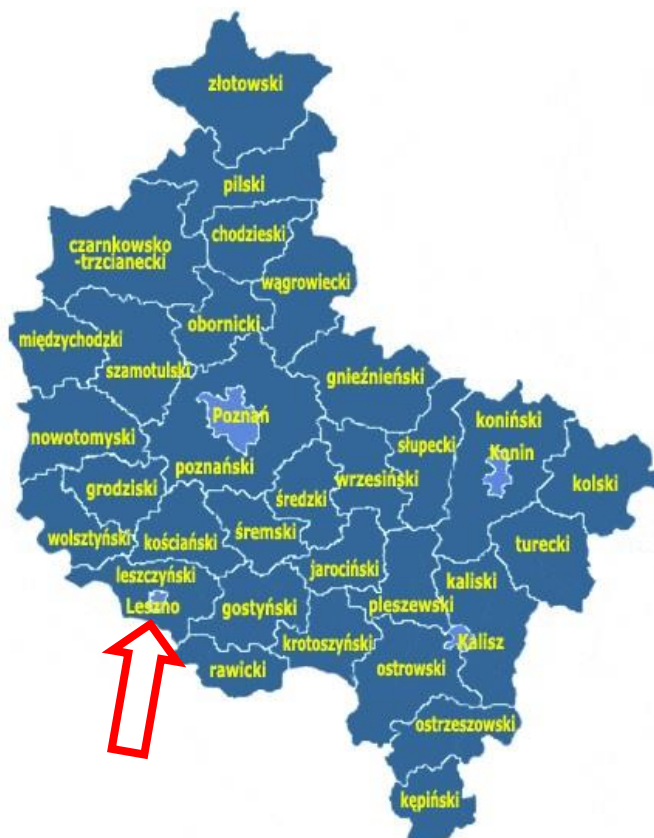 złotowski
pilski
chodzieski
czarnkowsko
-trzcianecki
wągrowiecki
obornicki
międzychodzki
szamotulski
gnieźnieński
Poznań
koniński
nowotomyski
słupecki
Konin
poznański
wrzesiński
kolski
grodziski
średzki
wolsztyński
kościański
śremski
turecki
leszczyński
jarociński
kaliski
Leszno
gostyński
pleszewski
krotoszyński
Kalisz
rawicki
ostrowski
ostrzeszowski
kępiński